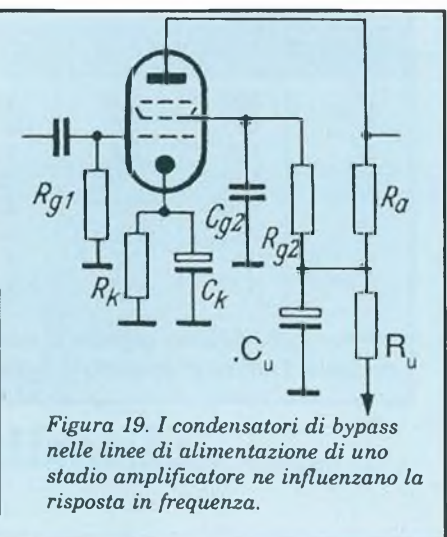 Rg1
Rk
Ck
Cg2
Rg2
Ra
.Cu
Ru
Figura 19. I condensatori di bypass
nelle linee di alimentazione di uno
stadio amplificatore ne influenzano la
risposta in frequenza.